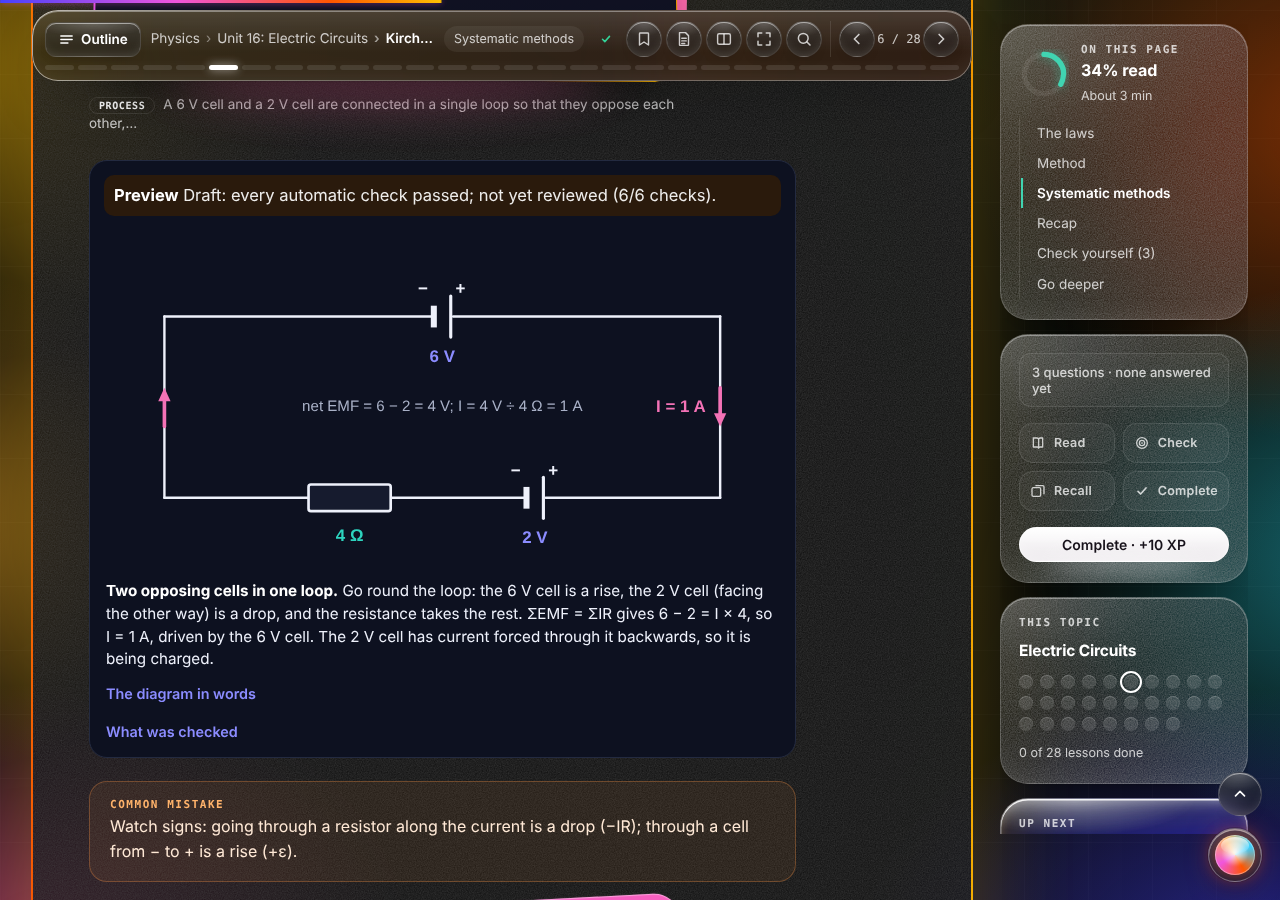 Outline
Physics › Unit 16: Electric Circuits › Kirch...
Systematic methods
6 / 28
PROCESS A 6 V cell and a 2 V cell are connected in a single loop so that they oppose each
other,...
Preview Draft: every automatic check passed; not yet reviewed (6/6 checks).
− +
6 V
net EMF = 6 − 2 = 4 V; I = 4 V ÷ 4 Ω = 1 A
I = 1 A
− +
4 Ω
2 V
Two opposing cells in one loop. Go round the loop: the 6 V cell is a rise, the 2 V cell (facing
the other way) is a drop, and the resistance takes the rest. ΣEMF = ΣIR gives 6 − 2 = I × 4, so
I = 1 A, driven by the 6 V cell. The 2 V cell has current forced through it backwards, so it is
being charged.
The diagram in words
What was checked
COMMON MISTAKE
Watch signs: going through a resistor along the current is a drop (−IR); through a cell
from − to + is a rise (+ε).
ON THIS PAGE
34% read
About 3 min
The laws
Method
Systematic methods
Recap
Check yourself (3)
Go deeper
3 questions · none answered
yet
Read
Check
Recall
Complete
Complete · +10 XP
THIS TOPIC
Electric Circuits
0 of 28 lessons done
UP NEXT